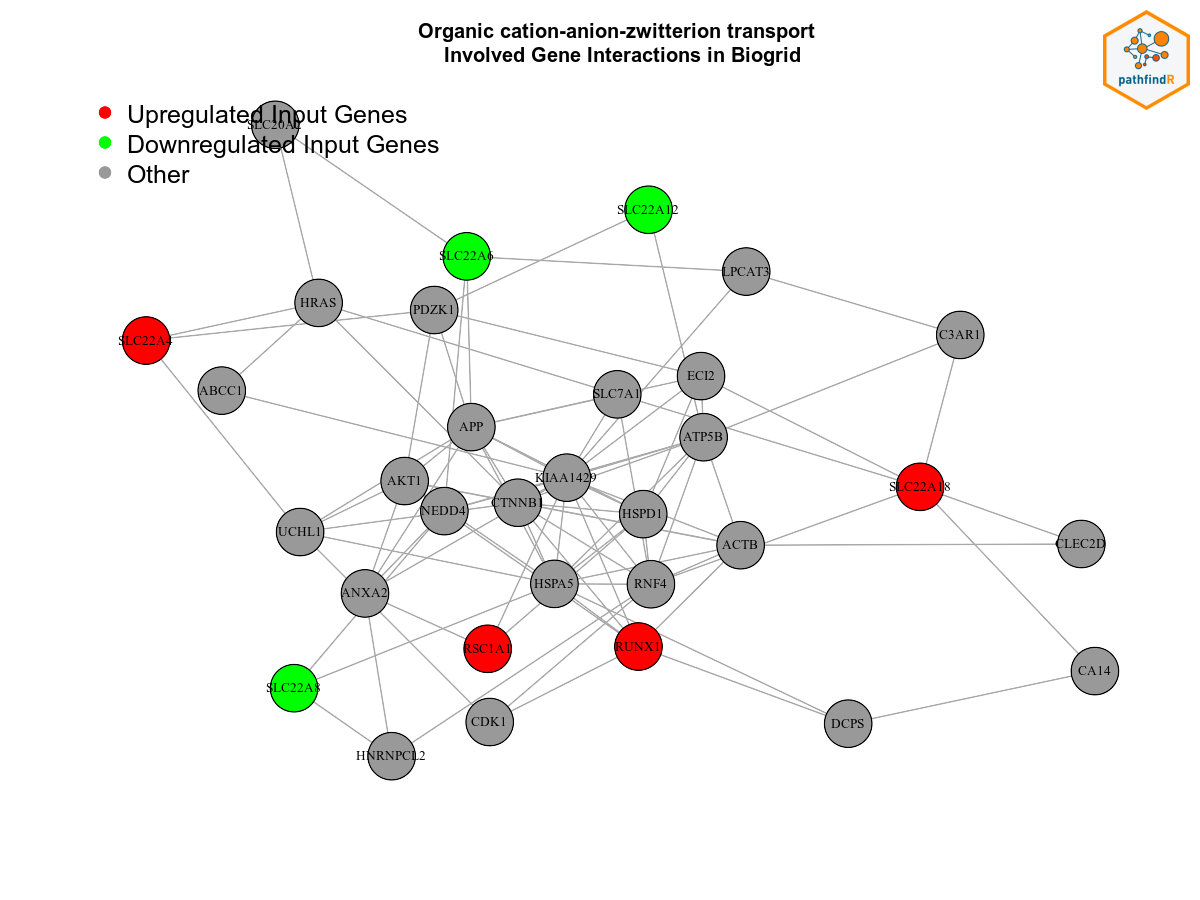 Organic cation-anion-zwitterion transport
Involved Gene Interactions in Biogrid
pathfindR
Upregulated Input Genes
Downregulated Input Genes
Other
SLC22A12
SLC22A6
LPCAT3
HRAS
PDZK1
C3AR1
SLC22A4
ECI2
ABCC1
SLC7A1
APP
ATP5B
KIAA1429
AKT1
SLC22A18
CTNNB1
NEDD4
HSPD1
UCHL1
ACTB
CLEC2D
HSPA5
RNF4
ANXA2
RSC1A1
RUNX1
CA14
SLC22A8
CDK1
DCPS
HNRNPCL2